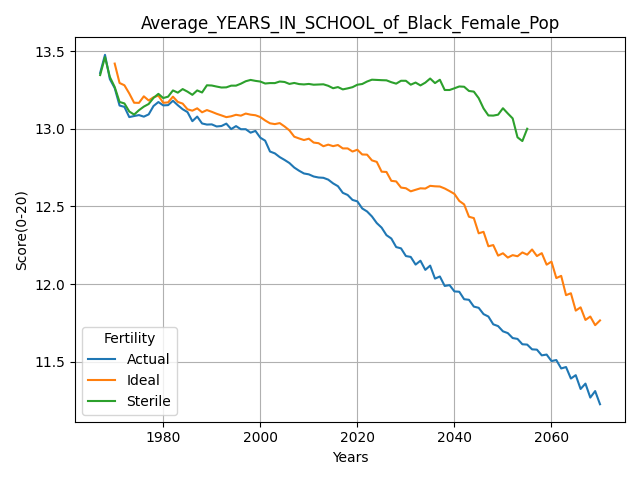 Average_YEARS_IN_SCHOOL_of_Black_Female_Pop
Score(0-20)
13.5
13.0
12.5
12.0
11.5
Fertility
Actual
Ideal
Sterile
1980 2000 2020 2040 2060
Years